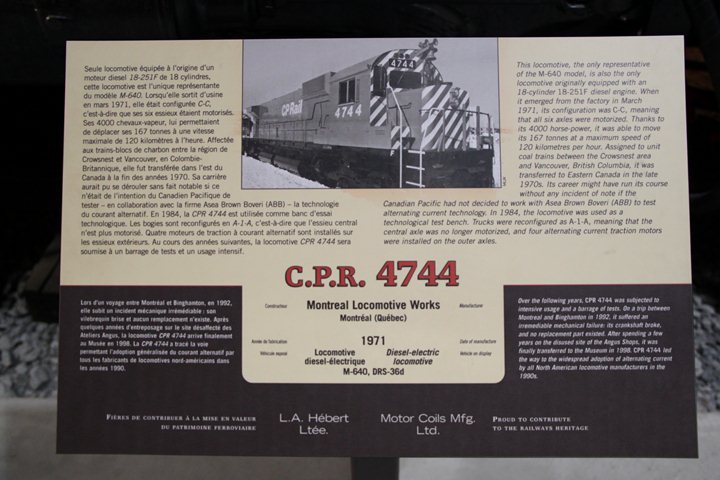 Seule locomotive équipée à l'origine d'un
moteur diesel 18-251F de 18 cylindres,
cette locomotive est l'unique représentante
du modèle M-640. Lorsqu'elle sortit d'usine
en mars 1971, elle était configurée C-C,
c'est-à-dire que ses six essieux étaient motorisés.
Ses 4000 chevaux-vapeur, lui permettaient
de déplacer ses 167 tonnes à une vitesse
maximale de 120 kilomètres à l'heure. Affectée
aux trains-blocs de charbon entre la région de
Crowsnest et Vancouver, en Colombie-
Britannique, elle fut transférée dans l'est du
Canada à la fin des années 1970. Sa carrière
aurait pu se dérouler sans fait notable si ce
n'était de l'intention du Canadien Pacifique de
tester – en collaboration avec la firme Asea Brown Boveri (ABB) – la technologie
du courant alternatif. En 1984, la CPR 4744 est utilisée comme banc d'essai
technologique. Les bogies sont reconfigurés en A-1-A, c'est-à-dire que l'essieu central
n'est plus motorisé. Quatre moteurs de traction à courant alternatif sont installés sur
les essieux extérieurs. Au cours des années suivantes, la locomotive CPR 4744 sera
soumise à un barrage de tests et un usage intensif.
4744
CP Rail
4744
This locomotive, the only representative
of the M-640 model, is also the only
locomotive originally equipped with an
18-cylinder 18-251F diesel engine. When
it emerged from the factory in March
1971, its configuration was C-C, meaning
that all six axles were motorized. Thanks to
its 4000 horse-power, it was able to move
its 167 tonnes at a maximum speed of
120 kilometres per hour. Assigned to unit
coal trains between the Crowsnest area
and Vancouver, British Columbia, it was
transferred to Eastern Canada in the late
1970s. Its career might have run its course
without any incident of note if the
Canadian Pacific had not decided to work with Asea Brown Boveri (ABB) to test
alternating current technology. In 1984, the locomotive was used as a
technological test bench. Trucks were reconfigured as A-1-A, meaning that the
central axle was no longer motorized, and four alternating current traction motors
were installed on the outer axles.
C.P.R. 4744
Lors d'un voyage entre Montréal et Binghamton, en 1992,
elle subit un incident mécanique irrémédiable : son
vilebrequin brise et aucun remplacement n'existe. Après
quelques années d'entreposage sur le site désaffecté des
Ateliers Angus, la locomotive CPR 4744 arrive finalement
au Musée en 1998. La CPR 4744 a tracé la voie
permettant l'adoption généralisée du courant alternatif par
tous les fabricants de locomotives nord-américains dans
les années 1990.
Constructeur
Montreal Locomotive Works
Manufacturer
Montréal (Québec)
Année de fabrication
1971
Date of manufacture
Véhicule exposé
Locomotive
diesel-électrique
Diesel-electric
locomotive
Vehicle on display
M-640, DRS-36d
Over the following years, CPR 4744 was subjected to
intensive usage and a barrage of tests. On a trip between
Montreal and Binghamton in 1992, it suffered an
irremediable mechanical failure: its crankshaft broke,
and no replacement part existed. After spending a few
years on the disused site of the Angus Shops, it was
finally transferred to the Museum in 1998. CPR 4744 led
the way to the widespread adoption of alternating current
by all North American locomotive manufacturers in the
1990s.
Fières de contribuer à la mise en valeur
du patrimoine ferroviaire
L.A. Hébert
Ltée.
Motor Coils Mfg.
Ltd.
Proud to contribute
to the railways heritage